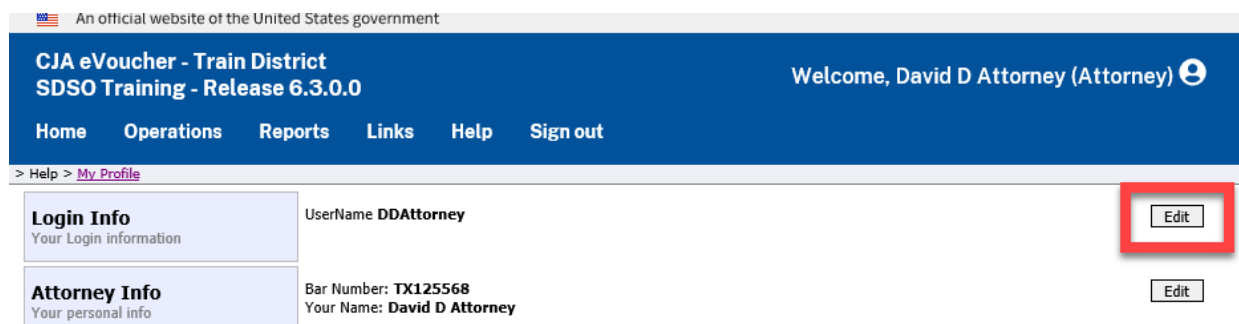 An official website of the United States government
CJA eVoucher - Train District
SDSO Training - Release 6.3.0.0
Welcome, David D Attorney (Attorney)
Home Operations Reports Links Help Sign out
> Help > My Profile
Login Info
Your Login information
UserName DDAttorney
Edit
Attorney Info
Your personal info
Bar Number: TX125568
Your Name: David D Attorney
Edit